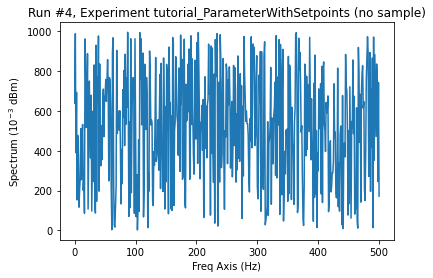 Run #4, Experiment tutorial_ParameterWithSetpoints (no sample)
1000
800
600
400
200
0
Spectrum (10⁻³ dBm)
0 100 200 300 400 500
Freq Axis (Hz)